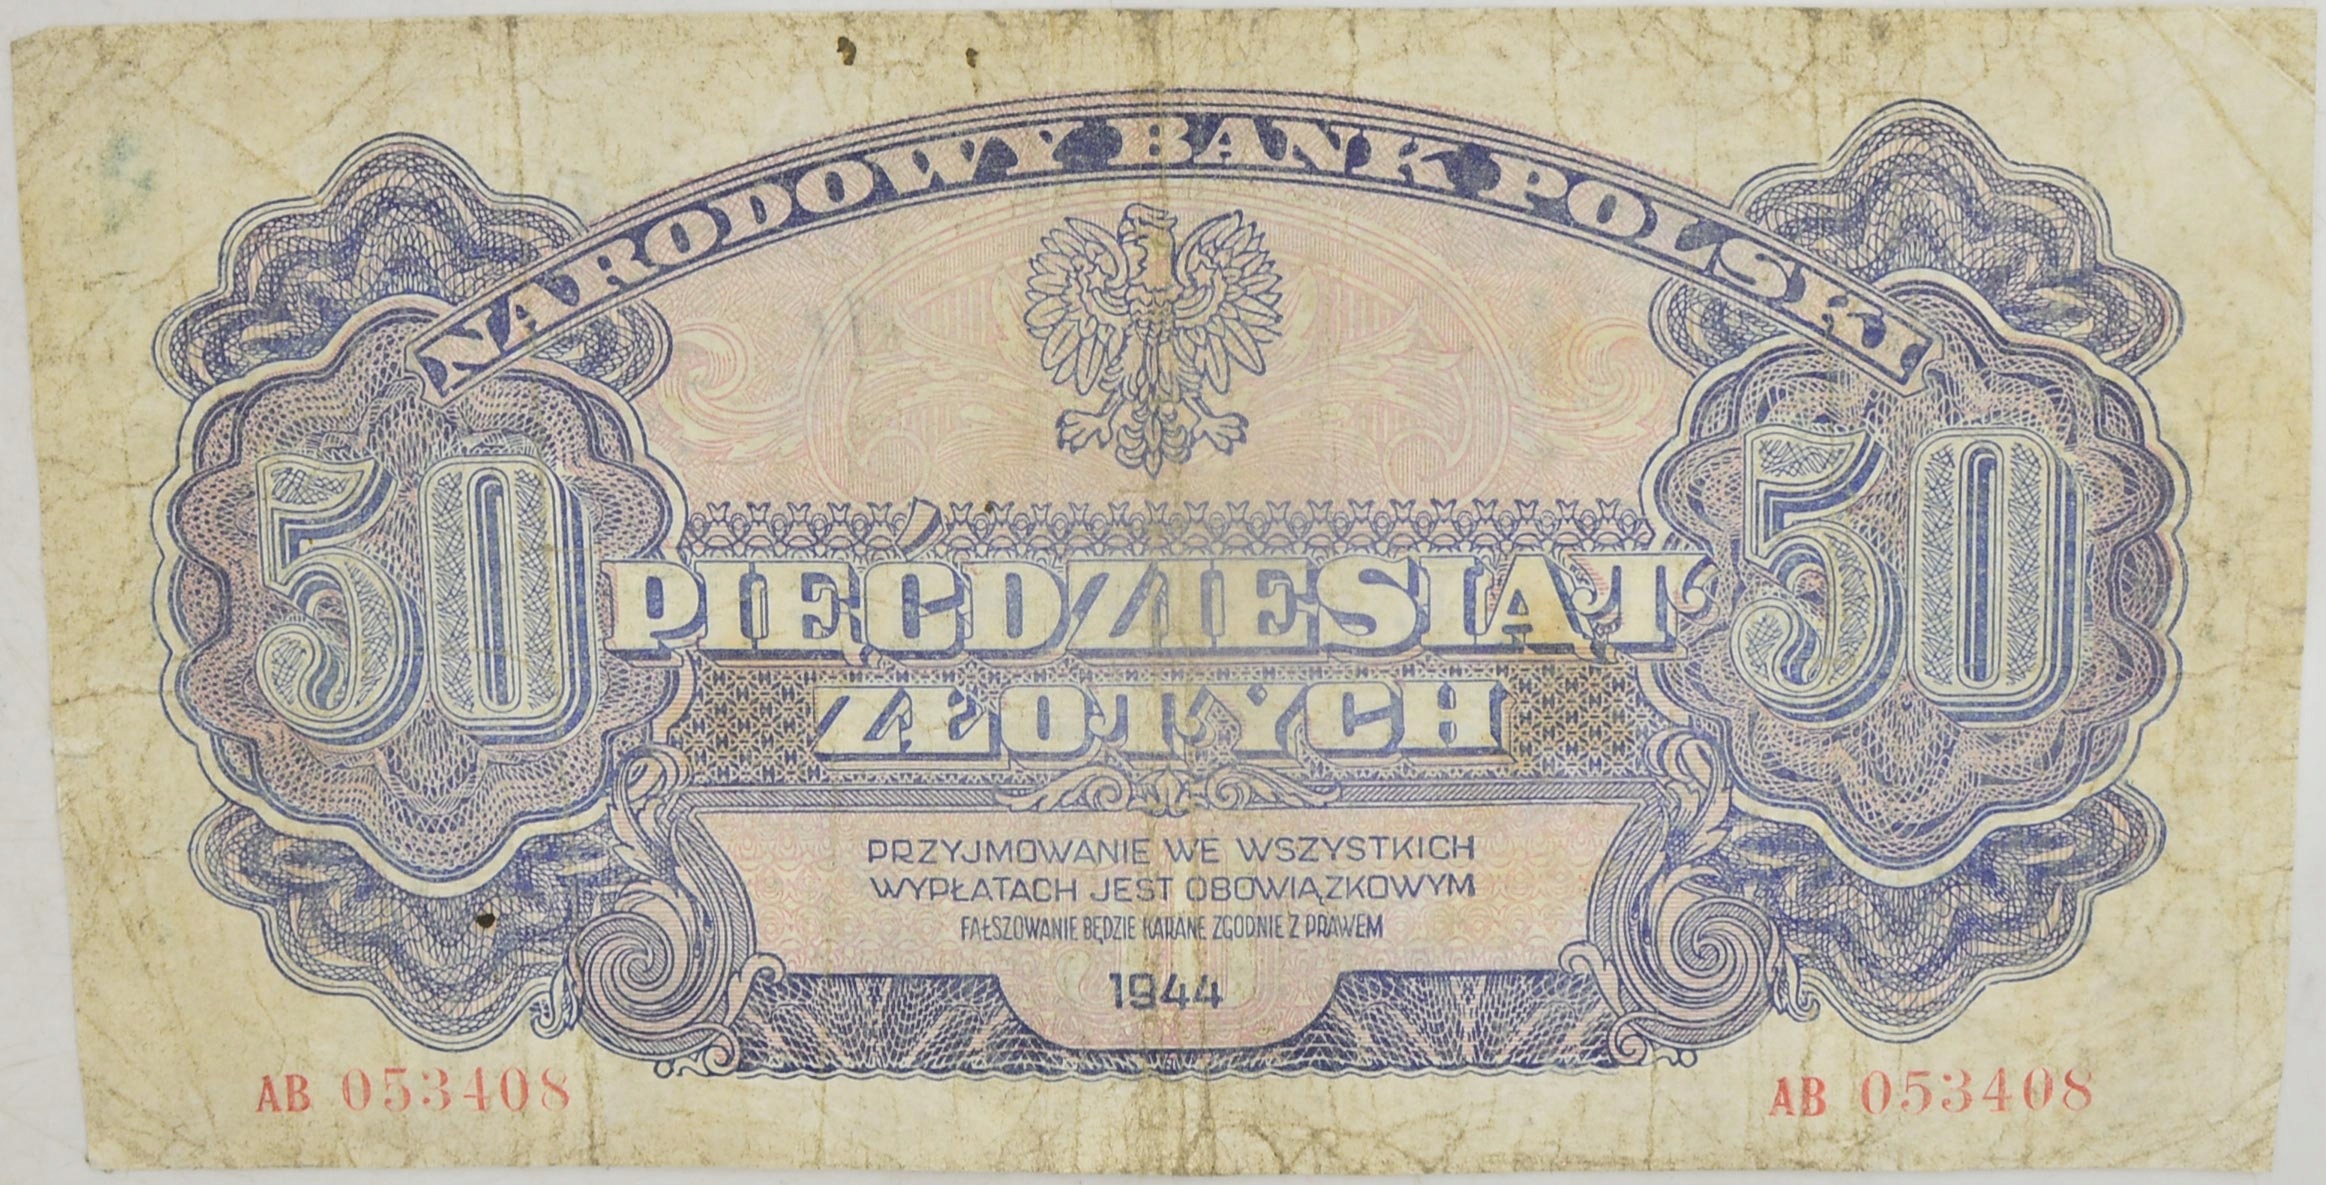 NARODOWY BANK POLSKI
50 50
PIĘĆDZIESIĄT
ZŁOTYCH
PRZYJMOWANIE WE WSZYSTKICH
WYPŁATACH JEST OBOWIĄZKOWYM
FAŁSZOWANIE BĘDZIE KARANE ZGODNIE Z PRAWEM
1944
AB 053408 AB 053408